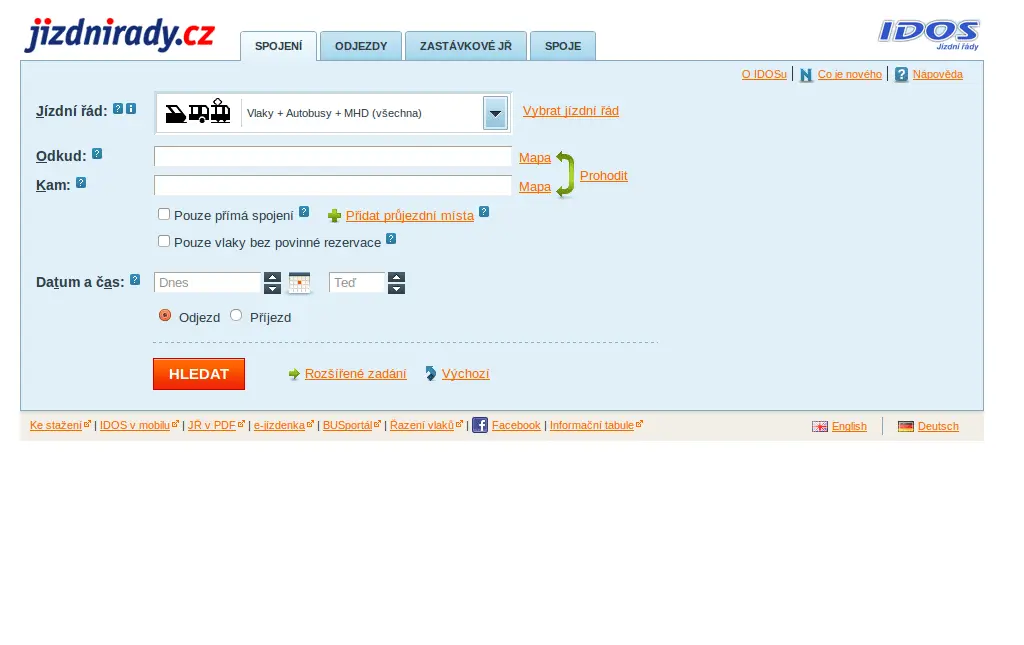 jizdnirady.cz
SPOJENÍ ODJEZDY ZASTÁVKOVÉ JŘ SPOJE
IDOS
Jízdní řády
O IDOSu | N Co je nového | ? Nápověda
Jízdní řád: ? i Vlaky + Autobusy + MHD (všechna) Vybrat jízdní řád
Odkud: ? Mapa
Prohodit
Kam: ? Mapa
Pouze přímá spojení ? Přidat průjezdní místa ?
Pouze vlaky bez povinné rezervace ?
Datum a čas: ? Dnes Teď
Odjezd Příjezd
HLEDAT Rozšířené zadání Výchozí
Ke stažení | IDOS v mobilu | JŘ v PDF | e-jízdenka | BUSportál | Řazení vlaků | f Facebook | Informační tabule English Deutsch